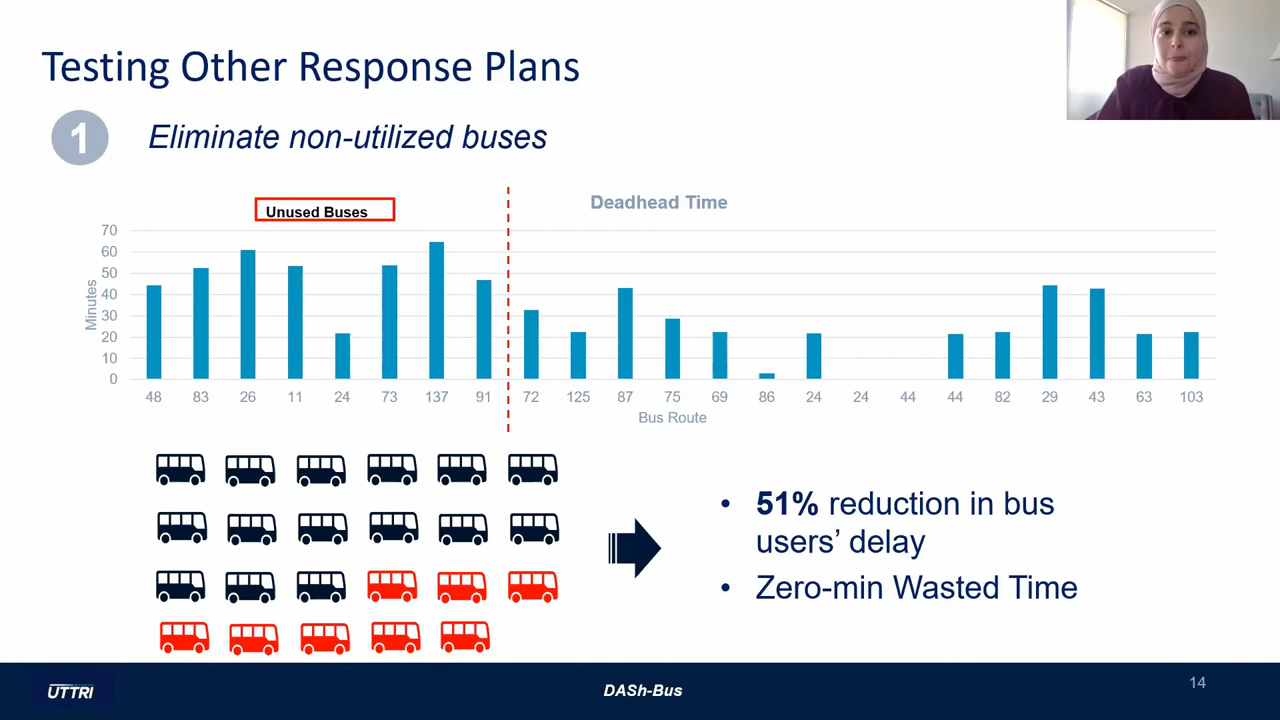 Testing Other Response Plans
1
Eliminate non-utilized buses
Unused Buses
Deadhead Time
Minutes
70
60
50
40
30
20
10
0
48 83 26 11 24 73 137 91 72 125 87 75 69 86 24 24 44 44 82 29 43 63 103
Bus Route
• 51% reduction in bus
users’ delay
• Zero-min Wasted Time
UTTRI
DASh-Bus
14